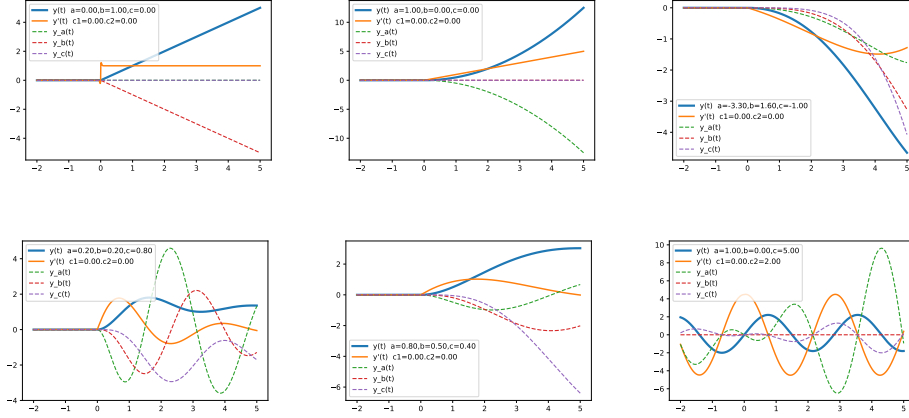 y(t) a=0.00,b=1.00,c=0.00
y'(t) c1=0.00.c2=0.00
y_a(t)
y_b(t)
y_c(t)
4
2
0
−2
−4
−2 −1 0 1 2 3 4 5
y(t) a=1.00,b=0.00,c=0.00
y'(t) c1=0.00.c2=0.00
y_a(t)
y_b(t)
y_c(t)
10
5
0
−5
−10
−2 −1 0 1 2 3 4 5
0
−1
−2
−3
−4
y(t) a=−3.30,b=1.60,c=−1.00
y'(t) c1=0.00.c2=0.00
y_a(t)
y_b(t)
y_c(t)
−2 −1 0 1 2 3 4 5
y(t) a=0.20,b=0.20,c=0.80
y'(t) c1=0.00.c2=0.00
y_a(t)
y_b(t)
y_c(t)
4
2
0
−2
−4
−2 −1 0 1 2 3 4 5
2
0
−2
−4
−6
y(t) a=0.80,b=0.50,c=0.40
y'(t) c1=0.00.c2=0.00
y_a(t)
y_b(t)
y_c(t)
−2 −1 0 1 2 3 4 5
y(t) a=1.00,b=0.00,c=5.00
y'(t) c1=0.00.c2=2.00
y_a(t)
y_b(t)
y_c(t)
10
8
6
4
2
0
−2
−4
−6
−2 −1 0 1 2 3 4 5